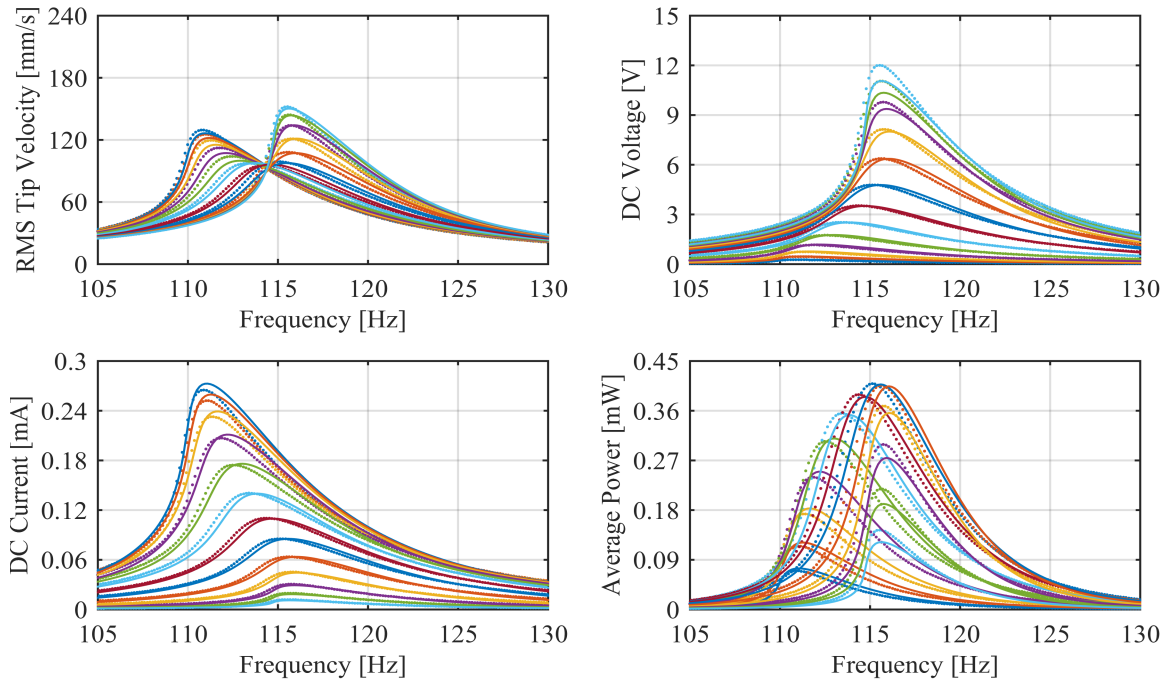 RMS Tip Velocity [mm/s]
240
180
120
60
0
105 110 115 120 125 130
Frequency [Hz]
DC Voltage [V]
15
12
9
6
3
0
105 110 115 120 125 130
Frequency [Hz]
DC Current [mA]
0.3
0.24
0.18
0.12
0.06
0
105 110 115 120 125 130
Frequency [Hz]
Average Power [mW]
0.45
0.36
0.27
0.18
0.09
0
105 110 115 120 125 130
Frequency [Hz]